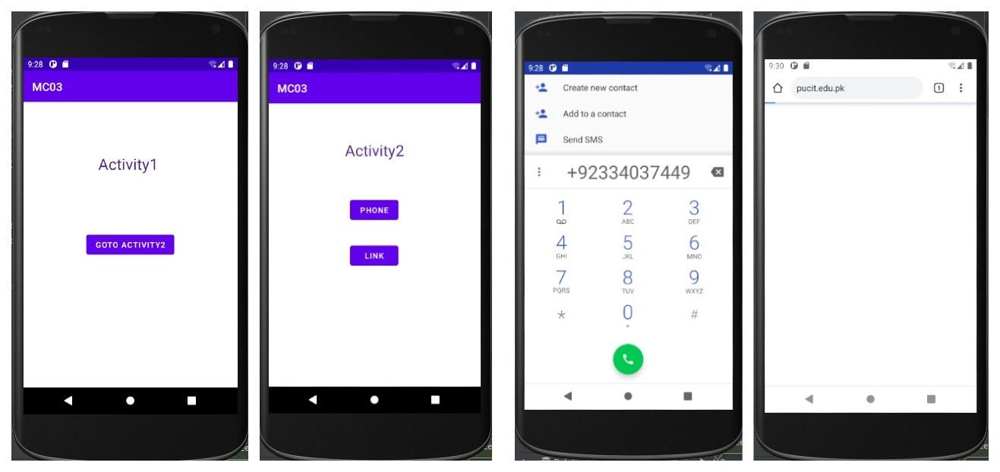 9:28
MC03
Activity1
GOTO ACTIVITY2
9:28
MC03
Activity2
PHONE
LINK
9:28
Create new contact
Add to a contact
Send SMS
+92334037449
1 2 3
ABC DEF
4 5 6
GHI JKL MNO
7 8 9
PQRS TUV WXYZ
* 0 #
+
9:30
pucit.edu.pk
1